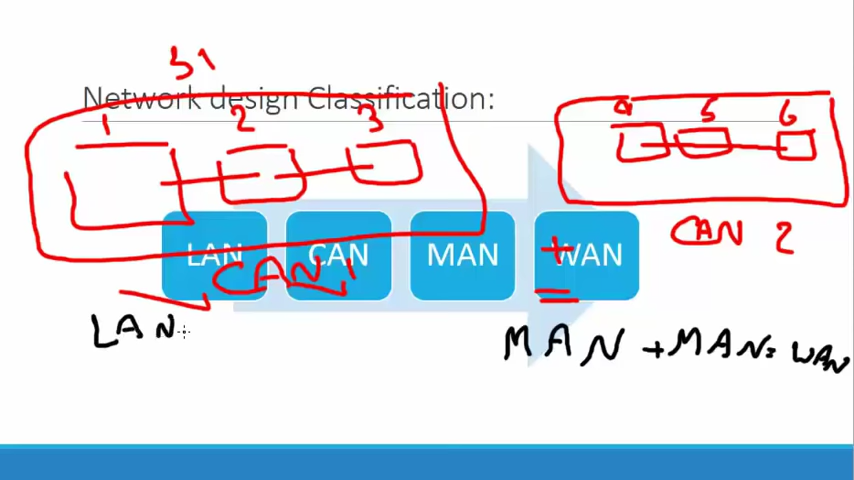 31
Network design Classification:
1 2 3
4 5 6
CAN 2
LAN CAN MAN WAN
+
CAN 1
LAN
MAN + MAN = WAN